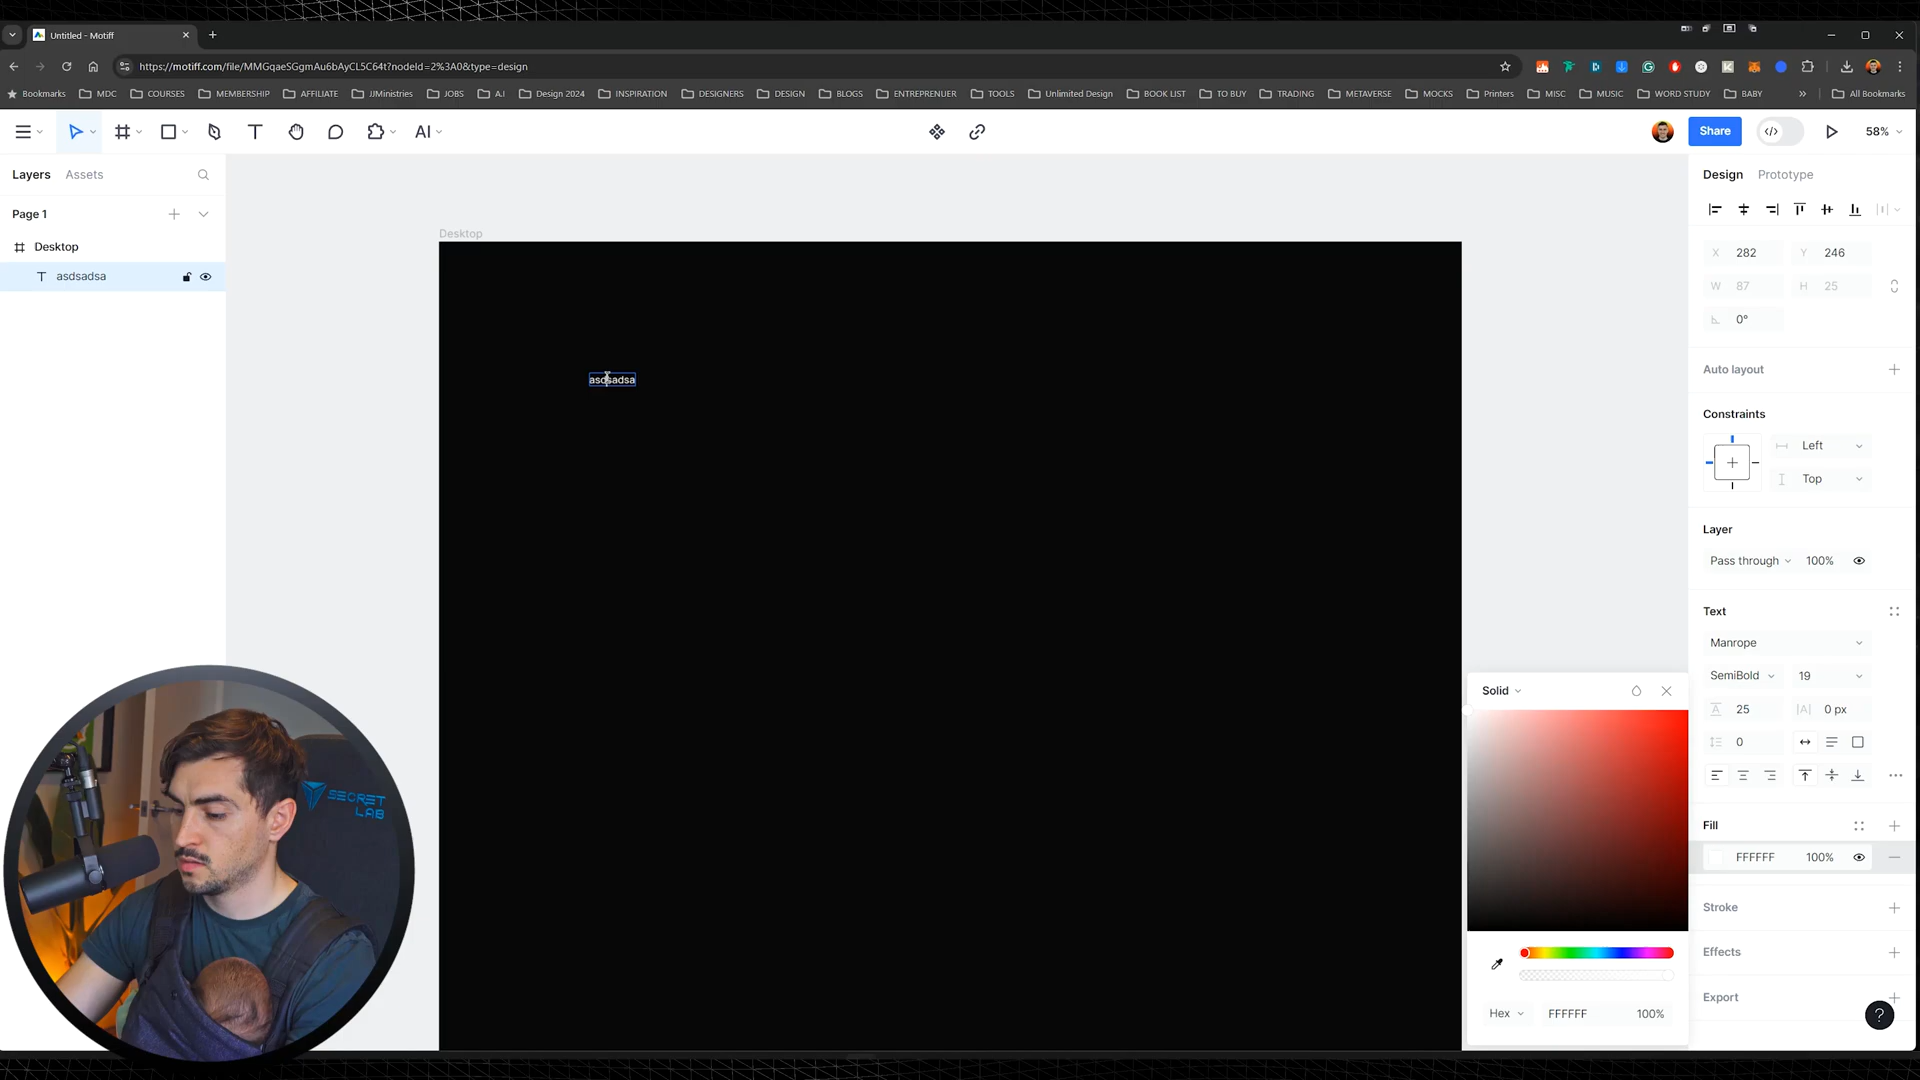 Untitled - Motiff
https://motiff.com/file/MMGqaeSGgmAu6bAyCL5C64t?nodeId=2%3A0&type=design
Bookmarks MDC COURSES MEMBERSHIP AFFILIATE JJMinistries JOBS A.I Design 2024 INSPIRATION DESIGNERS DESIGN BLOGS ENTREPRENUER TOOLS Unlimited Design BOOK LIST TO BUY TRADING METAVERSE MOCKS Printers MISC MUSIC WORD STUDY BABY All Bookmarks
AI Share 58%
Layers Assets
Page 1
Desktop
asdsadsa
Desktop
asdsadsa
SECRET
LAB
Design Prototype
X 282 Y 246
W 87 H 25
0°
Auto layout
Constraints
Left
Top
Layer
Pass through 100%
Text
Manrope
SemiBold 19
25 0 px
0
Fill
FFFFFF 100%
Stroke
Effects
Export
Solid
Hex FFFFFF 100%
?